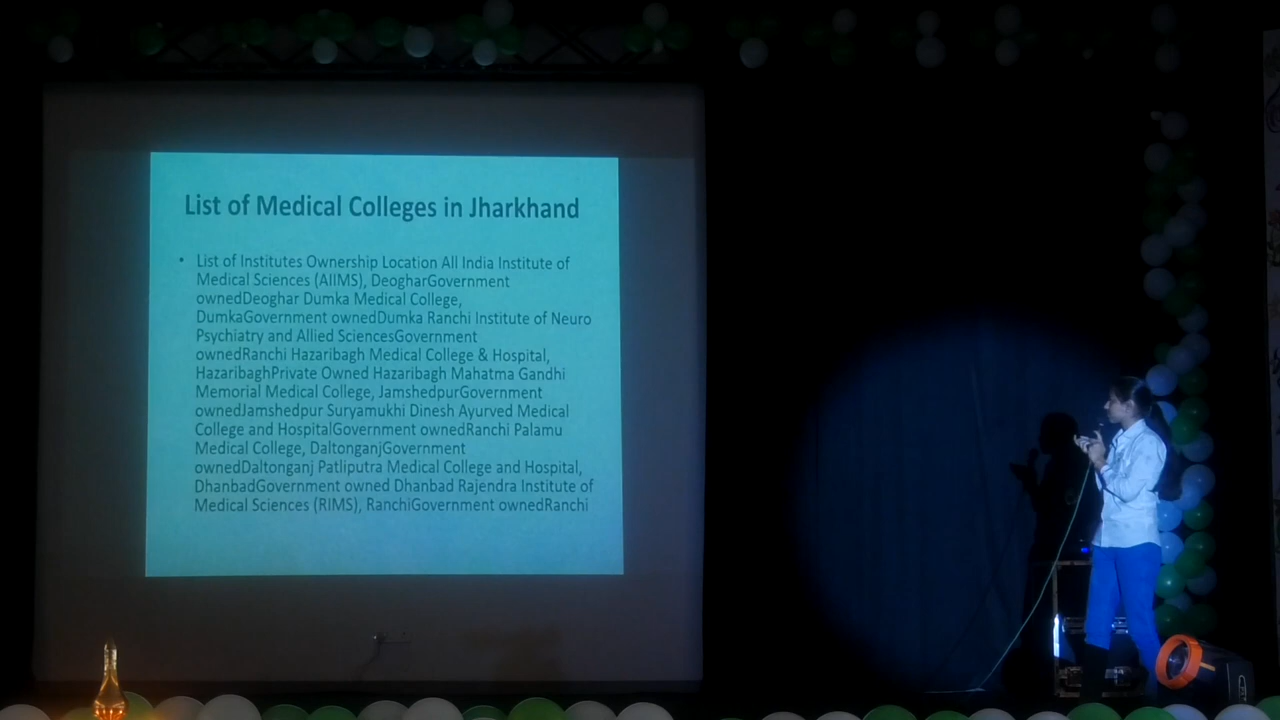 List of Medical Colleges in Jharkhand
• List of Institutes Ownership Location All India Institute of
Medical Sciences (AIIMS), DeogharGovernment
ownedDeoghar Dumka Medical College,
DumkaGovernment ownedDumka Ranchi Institute of Neuro
Psychiatry and Allied SciencesGovernment
ownedRanchi Hazaribagh Medical College & Hospital,
HazaribaghPrivate Owned Hazaribagh Mahatma Gandhi
Memorial Medical College, JamshedpurGovernment
ownedJamshedpur Suryamukhi Dinesh Ayurved Medical
College and HospitalGovernment ownedRanchi Palamu
Medical College, DaltonganjGovernment
ownedDaltonganj Patliputra Medical College and Hospital,
DhanbadGovernment owned Dhanbad Rajendra Institute of
Medical Sciences (RIMS), RanchiGovernment ownedRanchi